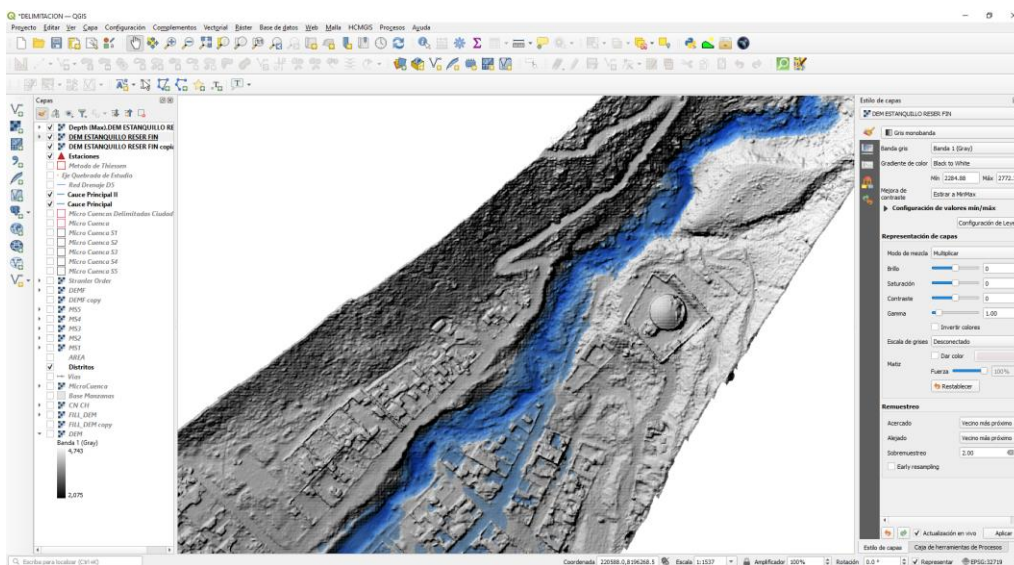 *DELIMITACION — QGIS
Proyecto Editar Ver Capa Configuración Complementos Vectorial Ráster Base de datos Web Malla HCMGIS Procesos Ayuda
Capas
Depth (Max).DEM ESTANQUILLO RE
DEM ESTANQUILLO RESER FIN
DEM ESTANQUILLO RESER FIN copia
Estaciones
Metodo de Thiessen
Eje Quebrada de Estudio
Red Drenaje D5
Cauce Principal II
Cauce Principal
Micro Cuencas Delimitadas Ciudad
Micro Cuenca
Micro Cuenca S1
Micro Cuenca S2
Micro Cuenca S3
Micro Cuenca S4
Micro Cuenca S5
Stranler Order
DEMF
DEMF copy
MS5
MS4
MS3
MS2
MS1
AREA
Distritos
Vias
MicroCuenca
Base Manzanas
CN CH
FILL_DEM
FILL_DEM copy
DEM
Banda 1 (Gray)
4,743
2,075
Estilo de capas
DEM ESTANQUILLO RESER FIN
Gris monobanda
Banda gris Banda 1 (Gray)
Gradiente de color Black to White
Mín 2284.88 Máx 2772.
Mejora de contraste Estirar a MinMax
Configuración de valores mín/máx
Configuración de Leye
Representación de capas
Modo de mezcla Multiplicar
Brillo 0
Saturación 0
Contraste 0
Gamma 1.00
Invertir colores
Escala de grises Desconectado
Matiz Dar color
Fuerza 100%
Restablecer
Remuestreo
Acercado Vecino más próximo
Alejado Vecino más próximo
Sobremuestreo 2.00
Early resampling
Actualización en vivo Aplicar
Estilo de capas Caja de herramientas de Procesos
Escriba para localizar (Ctrl+K) Coordenada 220588.0,8196268.5 Escala 1:1537 Amplificador 100% Rotación 0.0 ° Representar EPSG:32719